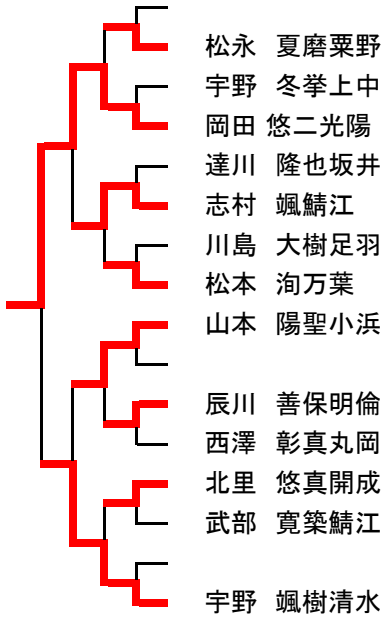 松永 夏磨粟野
宇野 冬挙上中
岡田 悠二光陽
達川 隆也坂井
志村 颯鯖江
川島 大樹足羽
松本 洵万葉
山本 陽聖小浜
辰川 善保明倫
西澤 彰真丸岡
北里 悠真開成
武部 寛築鯖江
宇野 颯樹清水